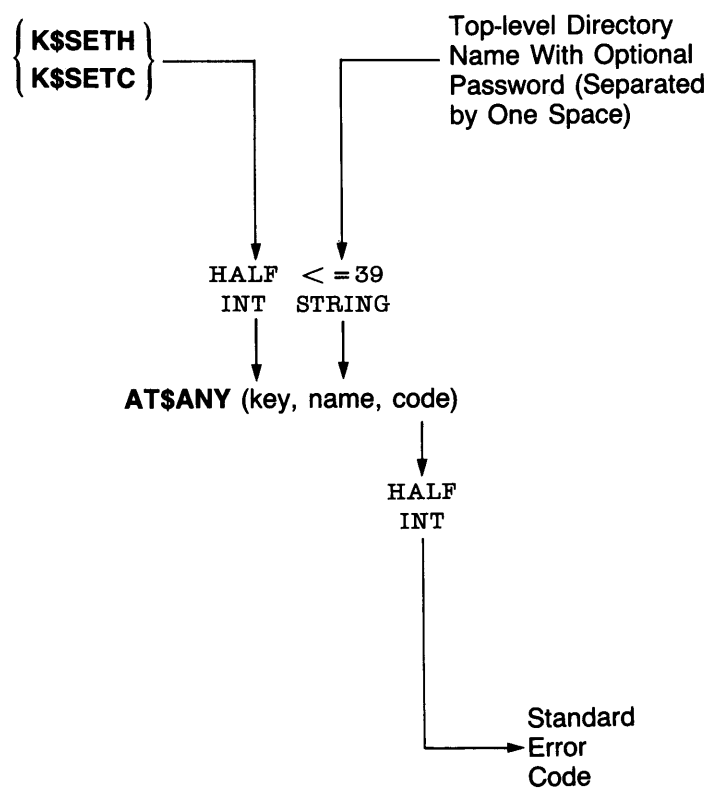 K$SETH
K$SETC
Top-level Directory
Name With Optional
Password (Separated
by One Space)
HALF
INT
< =39
STRING
AT$ANY (key, name, code)
HALF
INT
Standard
Error
Code